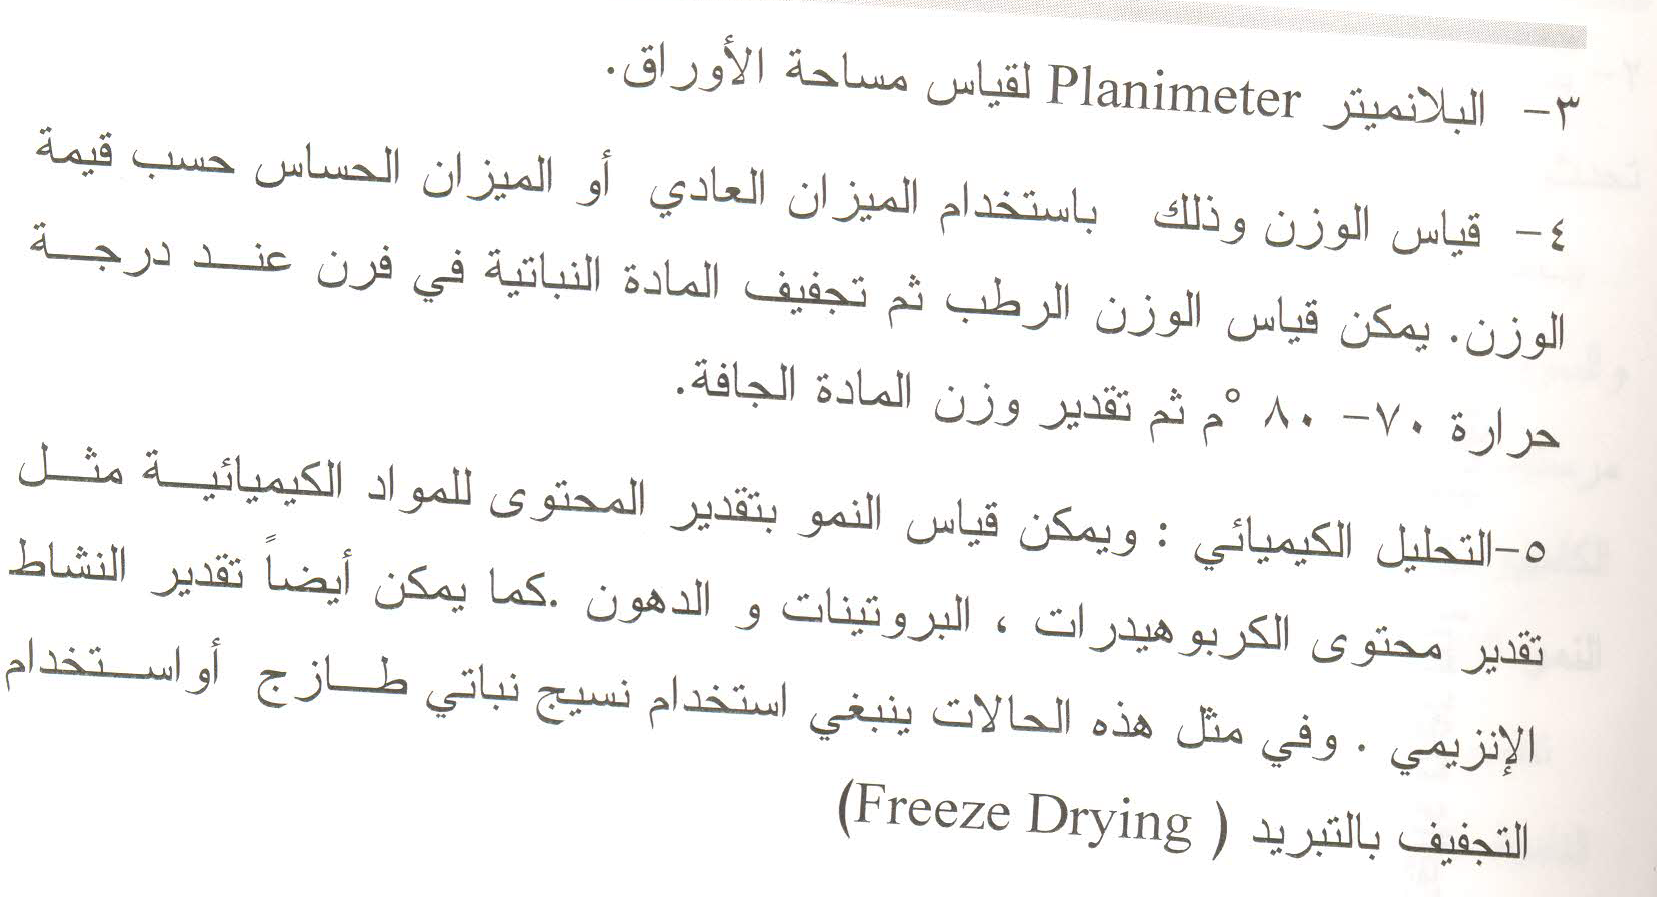 ٣- البلانميتر Planimeter لقياس مساحة الأوراق.
٤- قياس الوزن وذلك باستخدام الميزان العادي أو الميزان الحساس حسب قيمة
الوزن. يمكن قياس الوزن الرطب ثم تجفيف المادة النباتية في فرن عند درجة
حرارة ٧٠- ٨٠ °م ثم تقدير وزن المادة الجافة.
٥-التحليل الكيميائي : ويمكن قياس النمو بتقدير المحتوى للمواد الكيميائية مثل
تقدير محتوى الكربوهيدرات ، البروتينات و الدهون .كما يمكن أيضاً تقدير النشاط
الإنزيمي . وفي مثل هذه الحالات ينبغي استخدام نسيج نباتي طازج أو استخدام
التجفيف بالتبريد ( Freeze Drying)